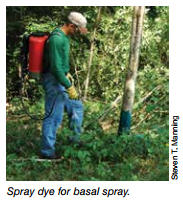 Steven T. Manning
Spray dye for basal spray.